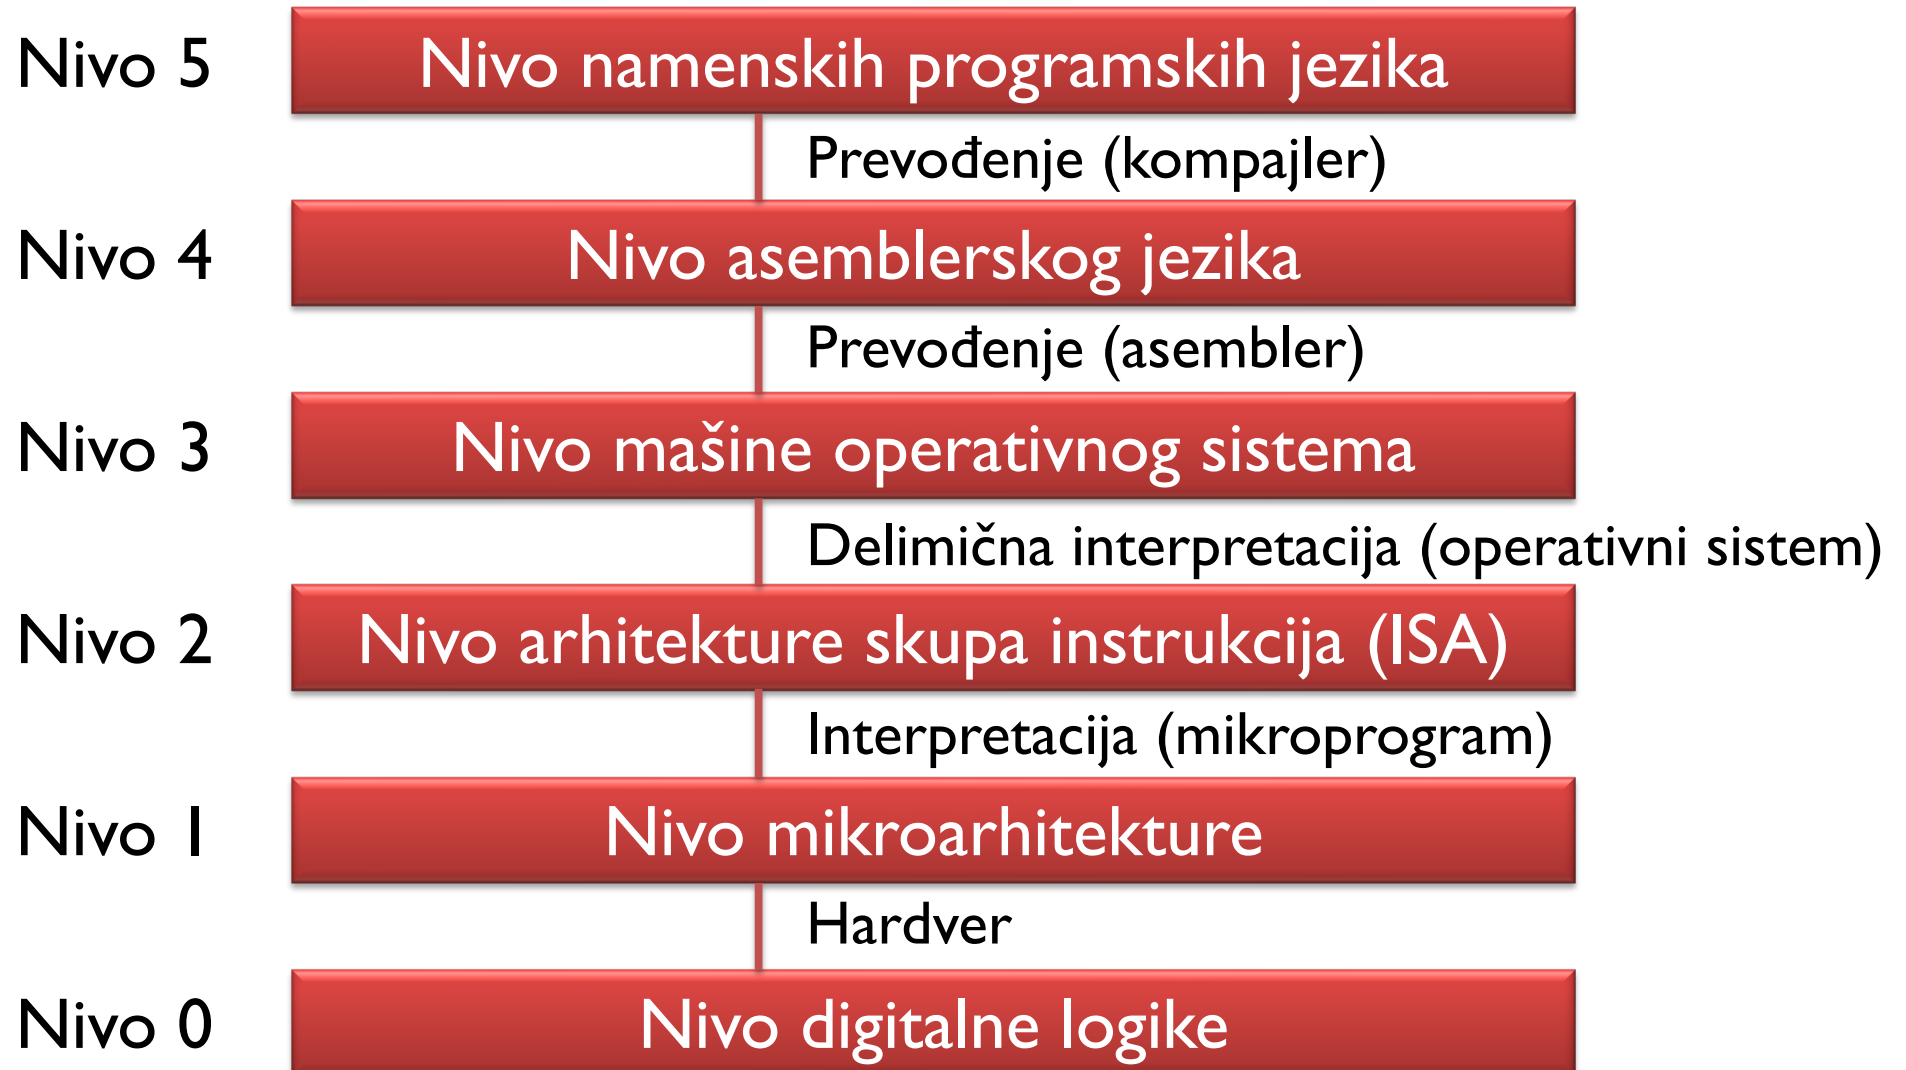 Nivo 5
Nivo namenskih programskih jezika
Prevođenje (kompajler)
Nivo 4
Nivo asemblerskog jezika
Prevođenje (asembler)
Nivo 3
Nivo mašine operativnog sistema
Delimična interpretacija (operativni sistem)
Nivo 2
Nivo arhitekture skupa instrukcija (ISA)
Interpretacija (mikroprogram)
Nivo 1
Nivo mikroarhitekture
Hardver
Nivo 0
Nivo digitalne logike